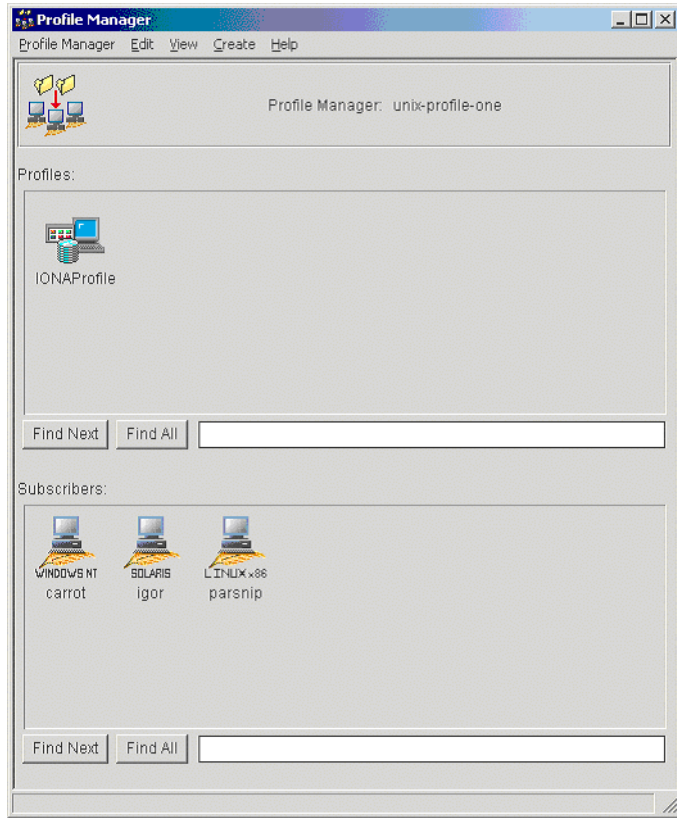 Profile Manager
Profile Manager Edit View Create Help
Profile Manager: unix-profile-one
Profiles:
IONAProfile
Find Next Find All
Subscribers:
WINDOWS NT SOLARIS LINUX x86
carrot igor parsnip
Find Next Find All